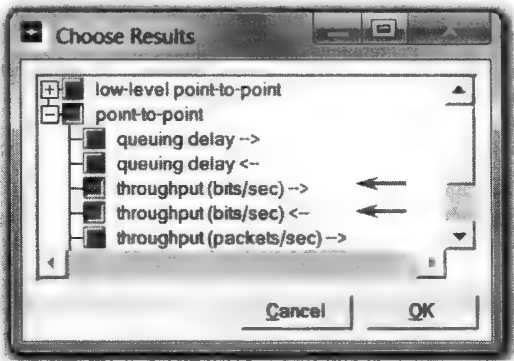 Choose Results
low-level point-to-point
point-to-point
queuing delay -->
queuing delay <--
throughput (bits/sec) -->
throughput (bits/sec) <--
throughput (packets/sec) -->
Cancel OK